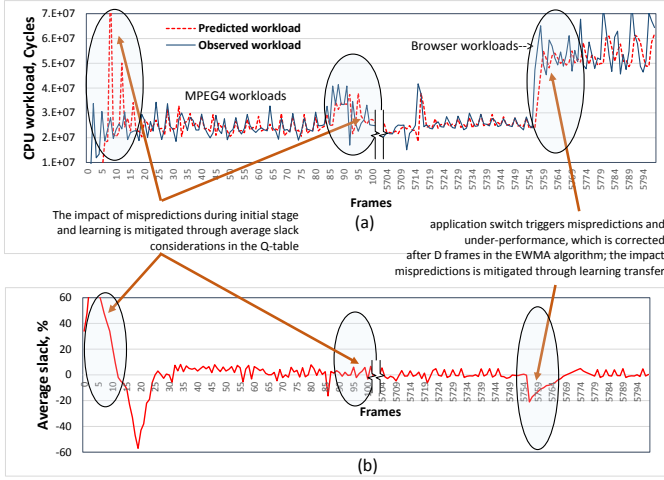 (a)
7.E+07
6.E+07
5.E+07
4.E+07
3.E+07
2.E+07
1.E+07
CPU workload, Cycles
Predicted workload
Observed workload
Browser workloads-->
MPEG4 workloads
0 5 10 15 20 25 30 35 40 45 50 55 60 65 70 75 80 85 90 95 100 5704 5709 5714 5719 5724 5729 5734 5739 5744 5749 5754 5759 5764 5769 5774 5779 5784 5789 5794
Frames
(a)
The impact of mispredictions during initial stage
and learning is mitigated through average slack
considerations in the Q-table
application switch triggers mispredictions and
under-performance, which is corrected
after D frames in the EWMA algorithm; the impact
mispredictions is mitigated through learning transfer
60
40
20
0
-20
-40
-60
Average slack, %
0 5 10 15 20 25 30 35 40 45 50 55 60 65 70 75 80 85 90 95 100 5704 5709 5714 5719 5724 5729 5734 5739 5744 5749 5754 5759 5764 5769 5774 5779 5784 5789 5794
Frames
(b)